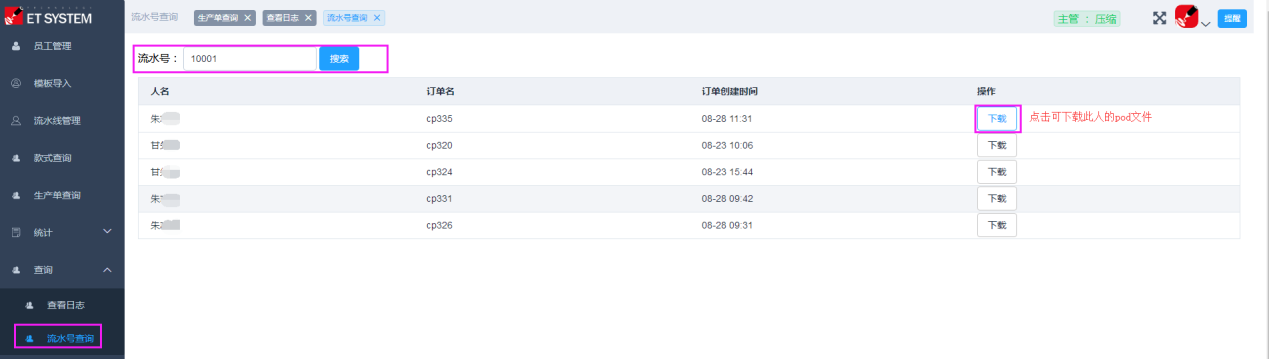 ET SYSTEM
流水号查询 生产单查询 × 查看日志 × 流水号查询 × 主管 : 压缩 提醒
员工管理
模板导入
流水线管理
款式查询
生产单查询
统计
查询
查看日志
流水号查询
流水号： 10001 搜索
人名 订单名 订单创建时间 操作
朱 cp335 08-28 11:31 下载 点击可下载此人的pod文件
甘 cp320 08-23 10:06 下载
甘 cp324 08-23 15:44 下载
朱 cp331 08-28 09:42 下载
朱 cp326 08-28 09:31 下载